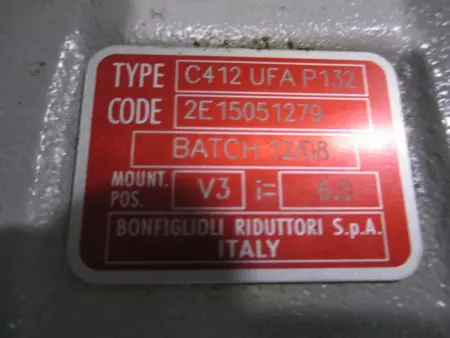 TYPE C412 UFA P132
CODE 2E15051279
BATCH 12/08
MOUNT. POS. V3 i= 6.0
BONFIGLIOLI RIDUTTORI S.p.A.
ITALY